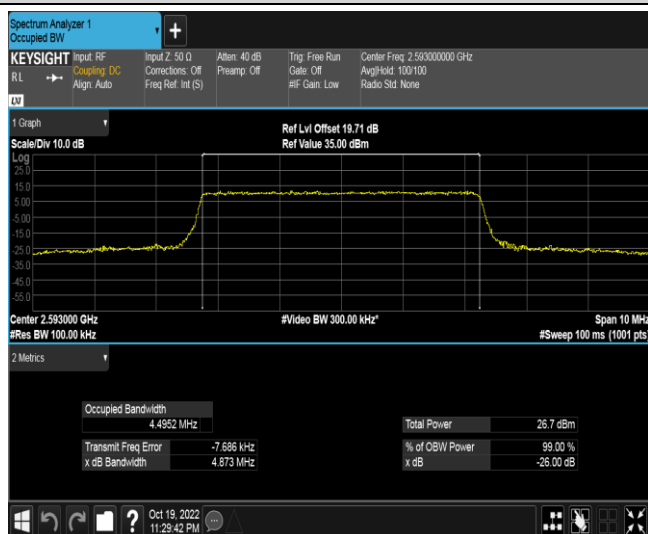 Spectrum Analyzer 1
Occupied BW
+
KEYSIGHT
RL
LXI
Input: RF
Coupling: DC
Align: Auto
Input Z: 50 Ω
Corrections: Off
Freq Ref: Int (S)
Atten: 40 dB
Preamp: Off
Trig: Free Run
Gate: Off
#IF Gain: Low
Center Freq: 2.593000000 GHz
Avg|Hold: 100/100
Radio Std: None
1 Graph
Scale/Div 10.0 dB
Ref Lvl Offset 19.71 dB
Ref Value 35.00 dBm
Log
25.0
15.0
5.00
-5.00
-15.0
-25.0
-35.0
-45.0
-55.0
Center 2.593000 GHz
#Res BW 100.00 kHz
#Video BW 300.00 kHz*
Span 10 MHz
#Sweep 100 ms (1001 pts)
2 Metrics
Occupied Bandwidth
4.4952 MHz
Transmit Freq Error -7.686 kHz
x dB Bandwidth 4.873 MHz
Total Power 26.7 dBm
% of OBW Power 99.00 %
x dB -26.00 dB
?
Oct 19, 2022
11:29:42 PM